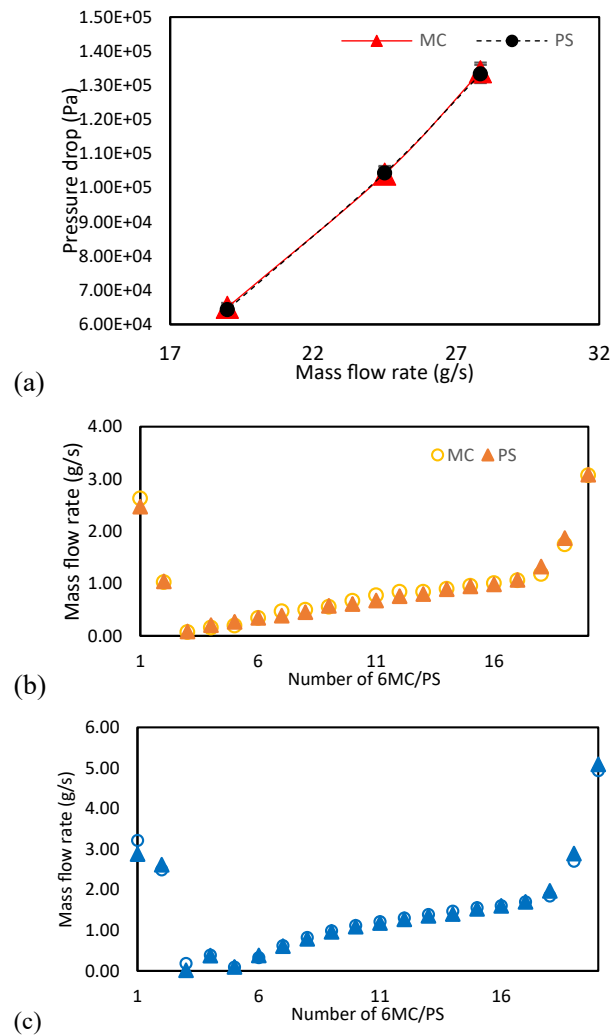 1.50E+05
1.40E+05
1.30E+05
1.20E+05
1.10E+05
1.00E+05
9.00E+04
8.00E+04
7.00E+04
6.00E+04
Pressure drop (Pa)
MC PS
17 22 27 32
Mass flow rate (g/s)
(a)
4.00
3.00
2.00
1.00
0.00
Mass flow rate (g/s)
MC PS
1 6 11 16
Number of 6MC/PS
(b)
6.00
5.00
4.00
3.00
2.00
1.00
0.00
Mass flow rate (g/s)
1 6 11 16
Number of 6MC/PS
(c)